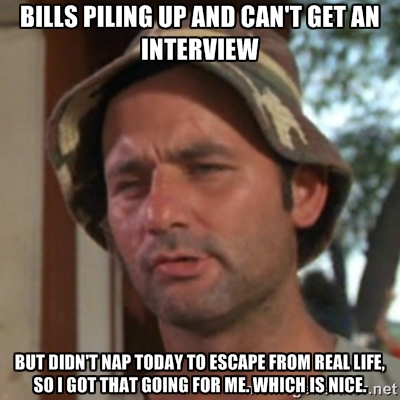 BILLS PILING UP AND CAN'T GET AN
INTERVIEW
BUT DIDN'T NAP TODAY TO ESCAPE FROM REAL LIFE,
SO I GOT THAT GOING FOR ME. WHICH IS NICE.
.net